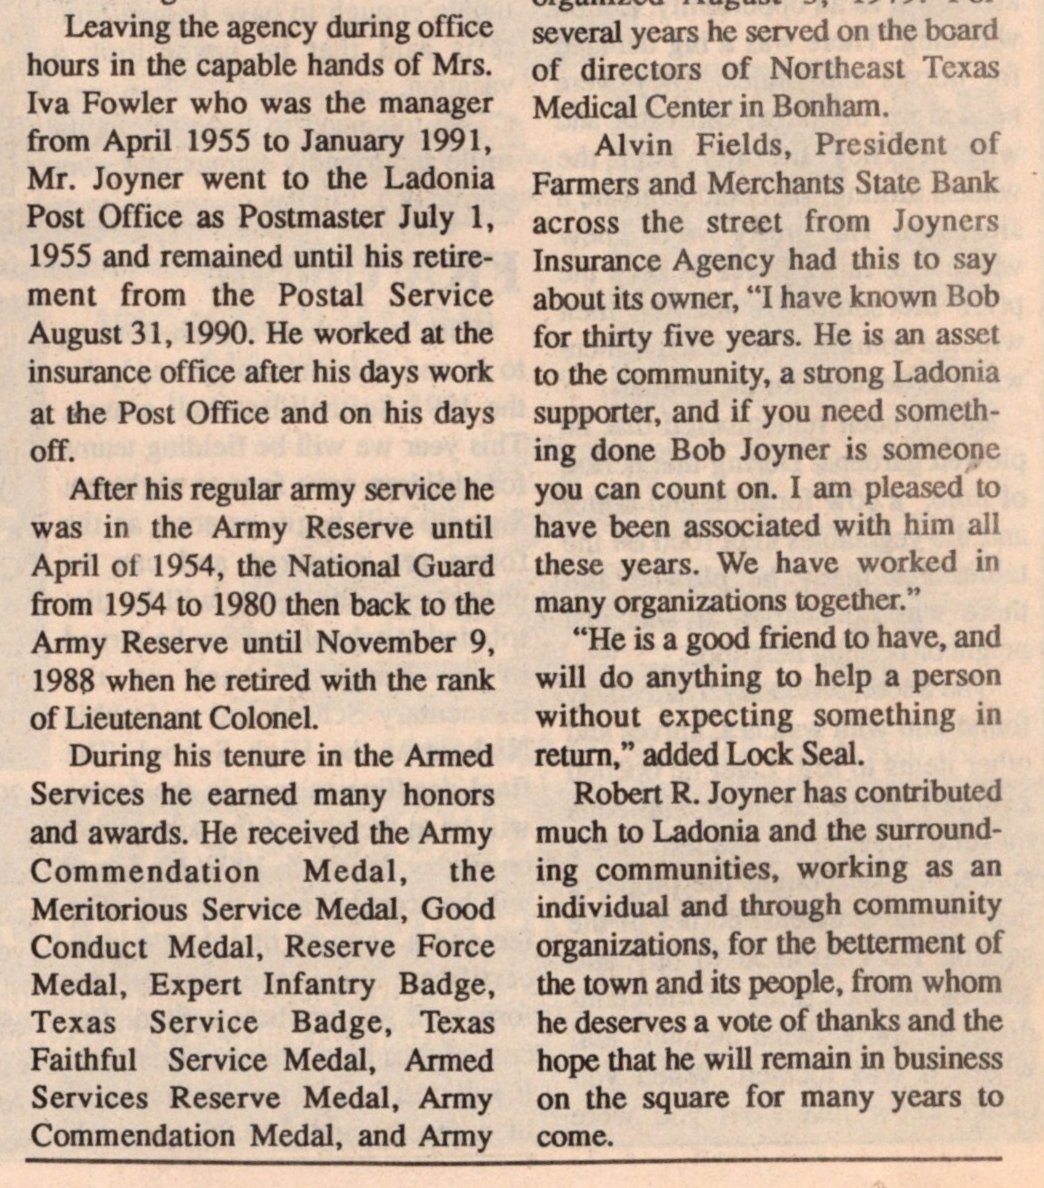 Leaving the agency during office
hours in the capable hands of Mrs.
Iva Fowler who was the manager
from April 1955 to January 1991,
Mr. Joyner went to the Ladonia
Post Office as Postmaster July 1,
1955 and remained until his retire-
ment from the Postal Service
August 31, 1990. He worked at the
insurance office after his days work
at the Post Office and on his days
off.
After his regular army service he
was in the Army Reserve until
April of 1954, the National Guard
from 1954 to 1980 then back to the
Army Reserve until November 9,
1988 when he retired with the rank
of Lieutenant Colonel.
During his tenure in the Armed
Services he earned many honors
and awards. He received the Army
Commendation Medal, the
Meritorious Service Medal, Good
Conduct Medal, Reserve Force
Medal, Expert Infantry Badge,
Texas Service Badge, Texas
Faithful Service Medal, Armed
Services Reserve Medal, Army
Commendation Medal, and Army
several years he served on the board
of directors of Northeast Texas
Medical Center in Bonham.
Alvin Fields, President of
Farmers and Merchants State Bank
across the street from Joyners
Insurance Agency had this to say
about its owner, “I have known Bob
for thirty five years. He is an asset
to the community, a strong Ladonia
supporter, and if you need someth-
ing done Bob Joyner is someone
you can count on. I am pleased to
have been associated with him all
these years. We have worked in
many organizations together.”
“He is a good friend to have, and
will do anything to help a person
without expecting something in
return,” added Lock Seal.
Robert R. Joyner has contributed
much to Ladonia and the surround-
ing communities, working as an
individual and through community
organizations, for the betterment of
the town and its people, from whom
he deserves a vote of thanks and the
hope that he will remain in business
on the square for many years to
come.